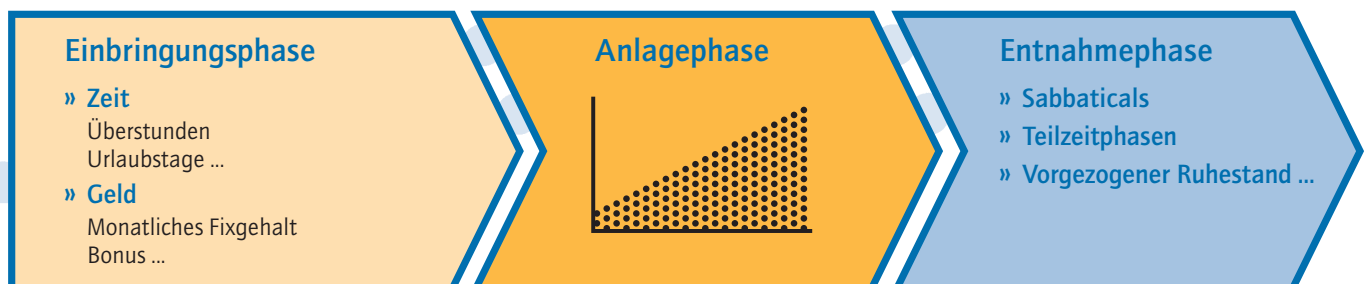 Einbringungsphase
» Zeit
Überstunden
Urlaubstage ...
» Geld
Monatliches Fixgehalt
Bonus ...
Anlagephase
Entnahmephase
» Sabbaticals
» Teilzeitphasen
» Vorgezogener Ruhestand ...